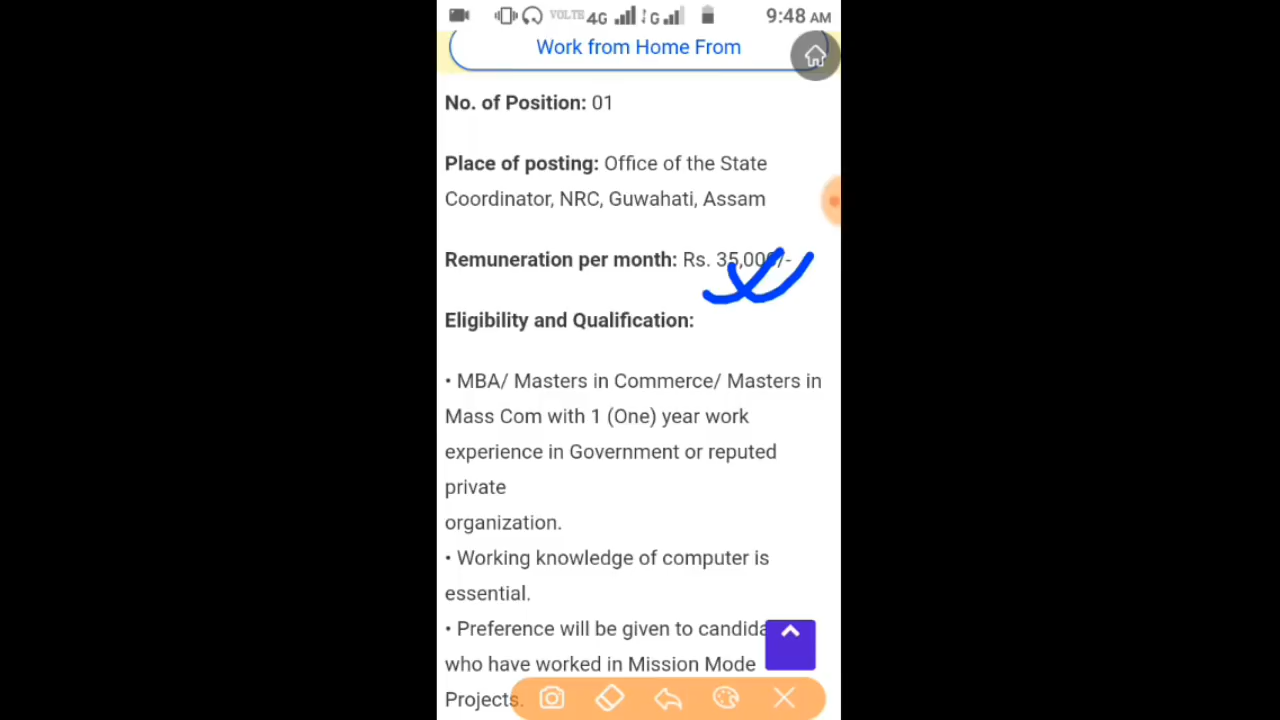 VOLTE 4G G 9:48 AM
Work from Home From
No. of Position: 01
Place of posting: Office of the State
Coordinator, NRC, Guwahati, Assam
Remuneration per month: Rs. 35,000/-
Eligibility and Qualification:
• MBA/ Masters in Commerce/ Masters in
Mass Com with 1 (One) year work
experience in Government or reputed
private
organization.
• Working knowledge of computer is
essential.
• Preference will be given to candida
who have worked in Mission Mode
Projects.